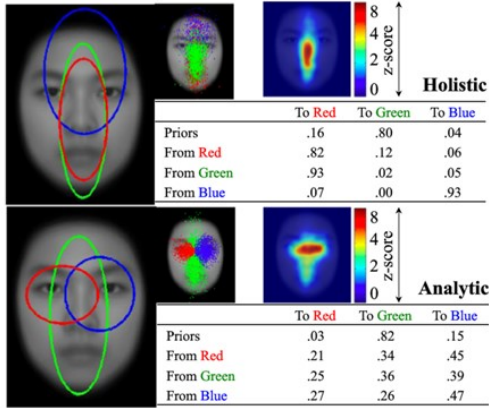 8
6
4
2
0
z-score
Holistic
To Red To Green To Blue
Priors .16 .80 .04
From Red .82 .12 .06
From Green .93 .02 .05
From Blue .07 .00 .93
8
6
4
2
0
z-score
Analytic
To Red To Green To Blue
Priors .03 .82 .15
From Red .21 .34 .45
From Green .25 .36 .39
From Blue .27 .26 .47